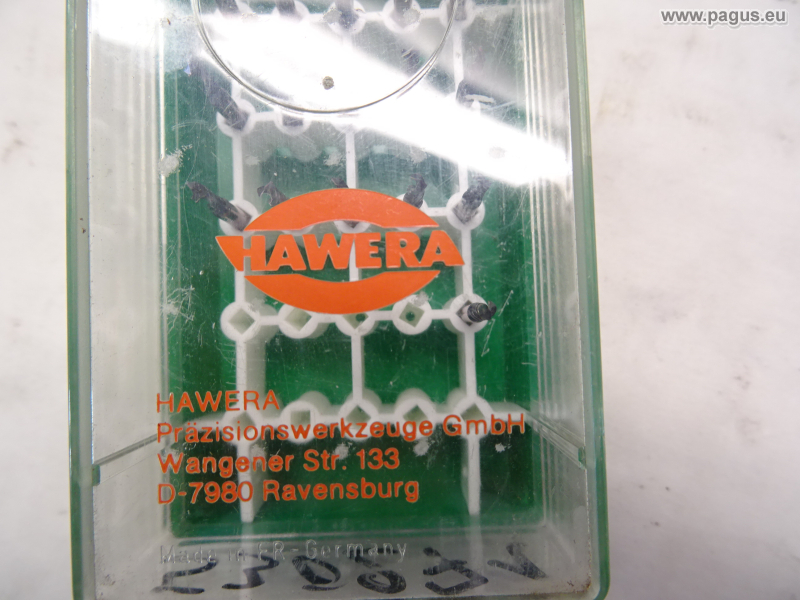 www.pagus.eu
HAWERA
HAWERA
Präzisionswerkzeuge GmbH
Wangener Str. 133
D-7980 Ravensburg
Made in FR-Germany